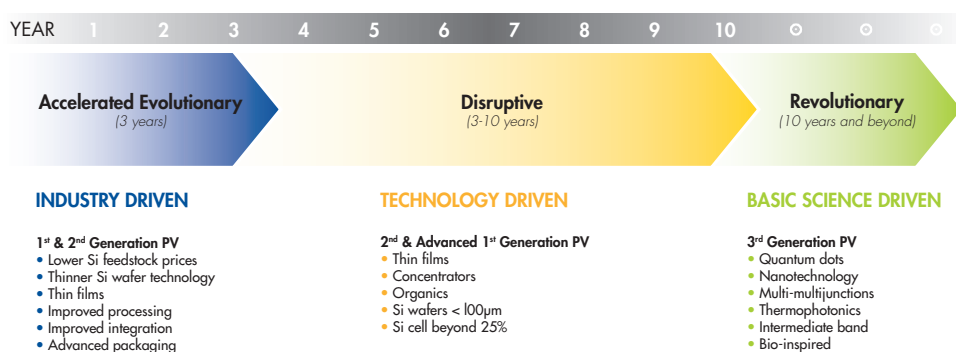 YEAR 1 2 3 4 5 6 7 8 9 10
Accelerated Evolutionary
(3 years)
Disruptive
(3-10 years)
Revolutionary
(10 years and beyond)
INDUSTRY DRIVEN
1st & 2nd Generation PV
• Lower Si feedstock prices
• Thinner Si wafer technology
• Thin films
• Improved processing
• Improved integration
• Advanced packaging
TECHNOLOGY DRIVEN
2nd & Advanced 1st Generation PV
• Thin films
• Concentrators
• Organics
• Si wafers < l00µm
• Si cell beyond 25%
BASIC SCIENCE DRIVEN
3rd Generation PV
• Quantum dots
• Nanotechnology
• Multi-multijunctions
• Thermophotonics
• Intermediate band
• Bio-inspired